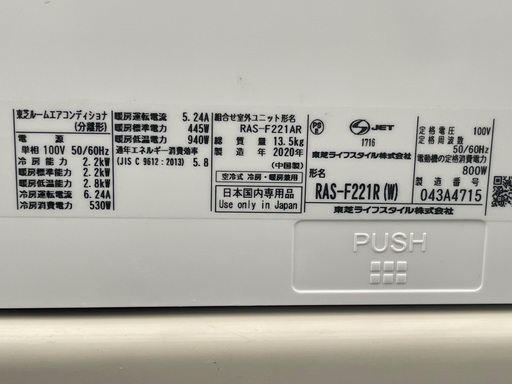 東芝ルームエアコンディショナ
(分離形)
電源
単相 100V 50/60Hz
冷房能力 2.2kW
暖房標準能力 2.2kW
暖房低温能力 2.8kW
冷房運転電流 6.24A
冷房消費電力 530W
暖房運転電流 5.24A
暖房標準電力 445W
暖房低温電力 940W
通年エネルギー消費効率
(JIS C 9612:2013) 5.8
組合せ室外ユニット形名
RAS-F221AR
総質量 13.5kg
製造年 2020年
(中国製)
空冷式 冷房・暖房兼用
日本国内専用品
Use only in Japan
PS E
S JET
1716
東芝ライフスタイル株式会社
形名
RAS-F221R(W)
東芝ライフスタイル株式会社
定格電圧 100V
定格周波数
50/60Hz
電動機の定格消費電力
800W
製造番号
043A4715
PUSH